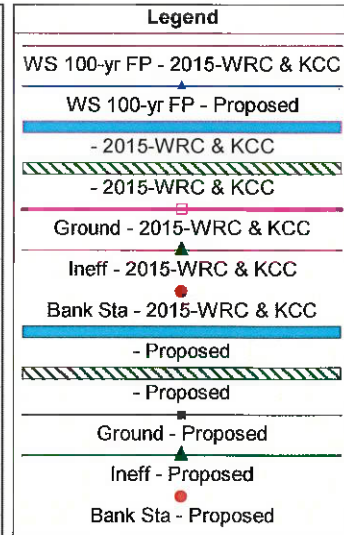 Legend
WS 100-yr FP - 2015-WRC & KCC
WS 100-yr FP - Proposed
- 2015-WRC & KCC
- 2015-WRC & KCC
Ground - 2015-WRC & KCC
Ineff - 2015-WRC & KCC
Bank Sta - 2015-WRC & KCC
- Proposed
- Proposed
Ground - Proposed
Ineff - Proposed
Bank Sta - Proposed